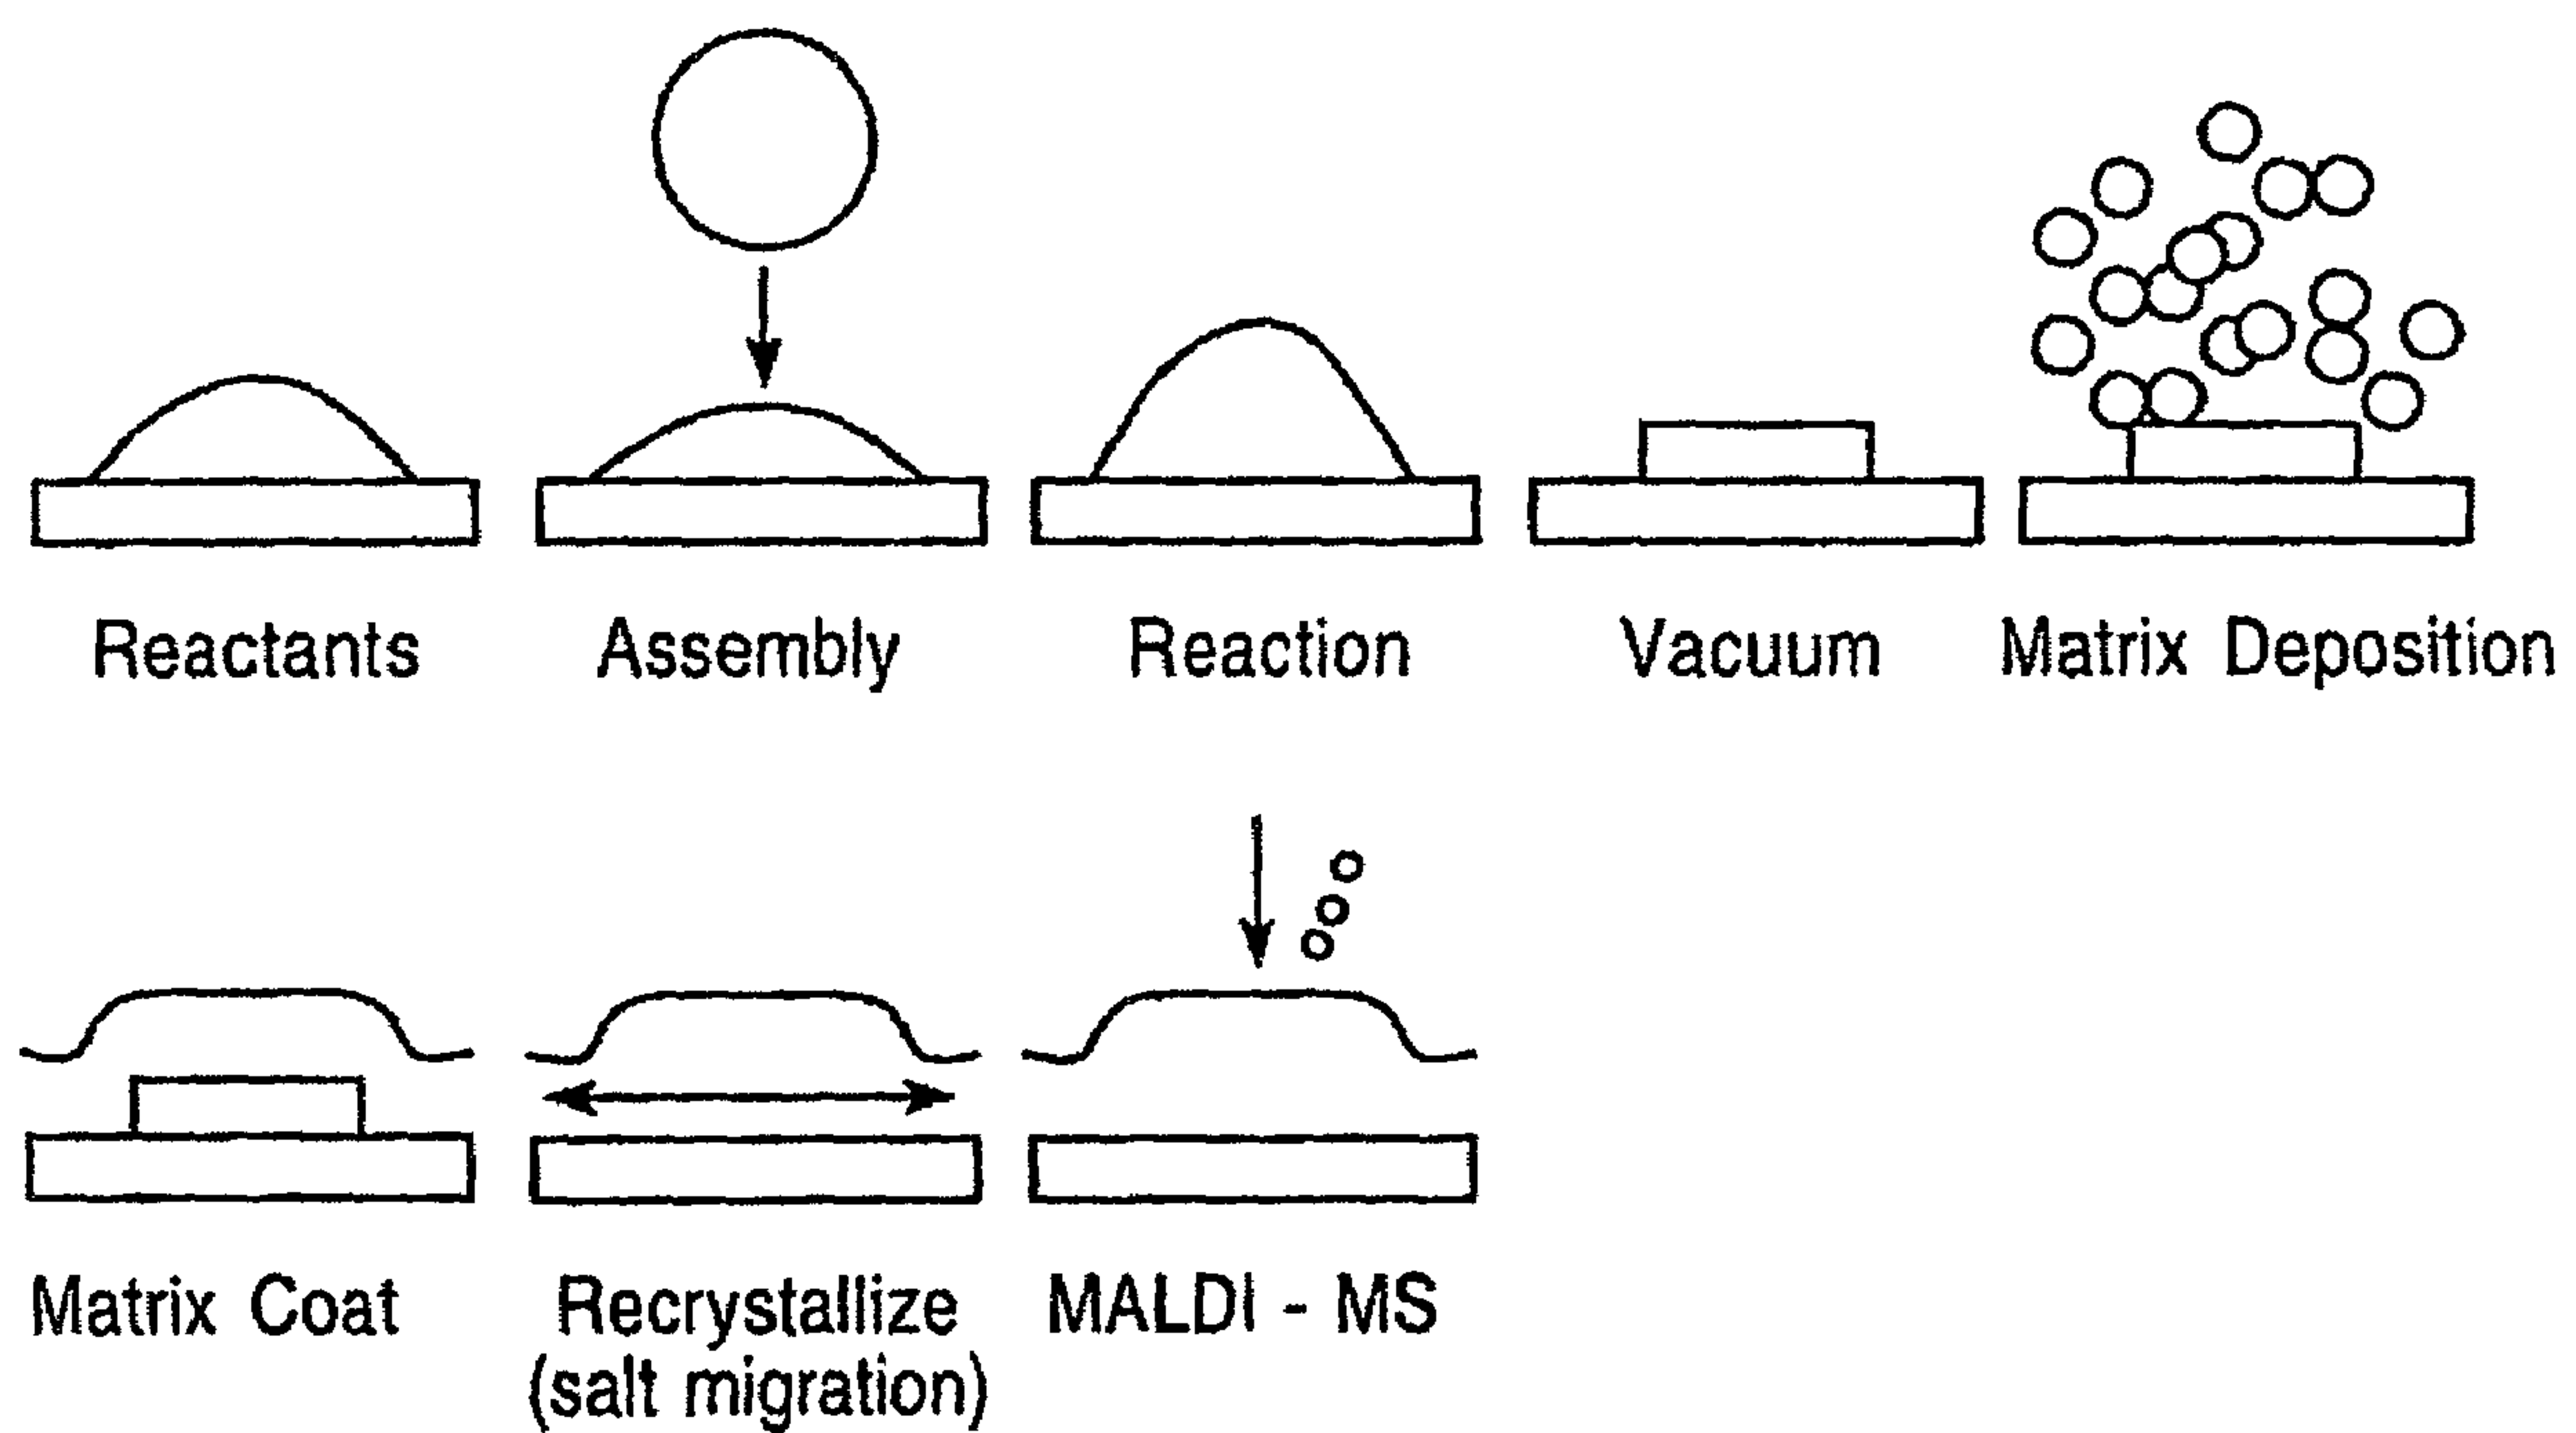 Reactants
Assembly
Reaction
Vacuum
Matrix Deposition
Matrix Coat
Recrystallize
(salt migration)
MALDI - MS